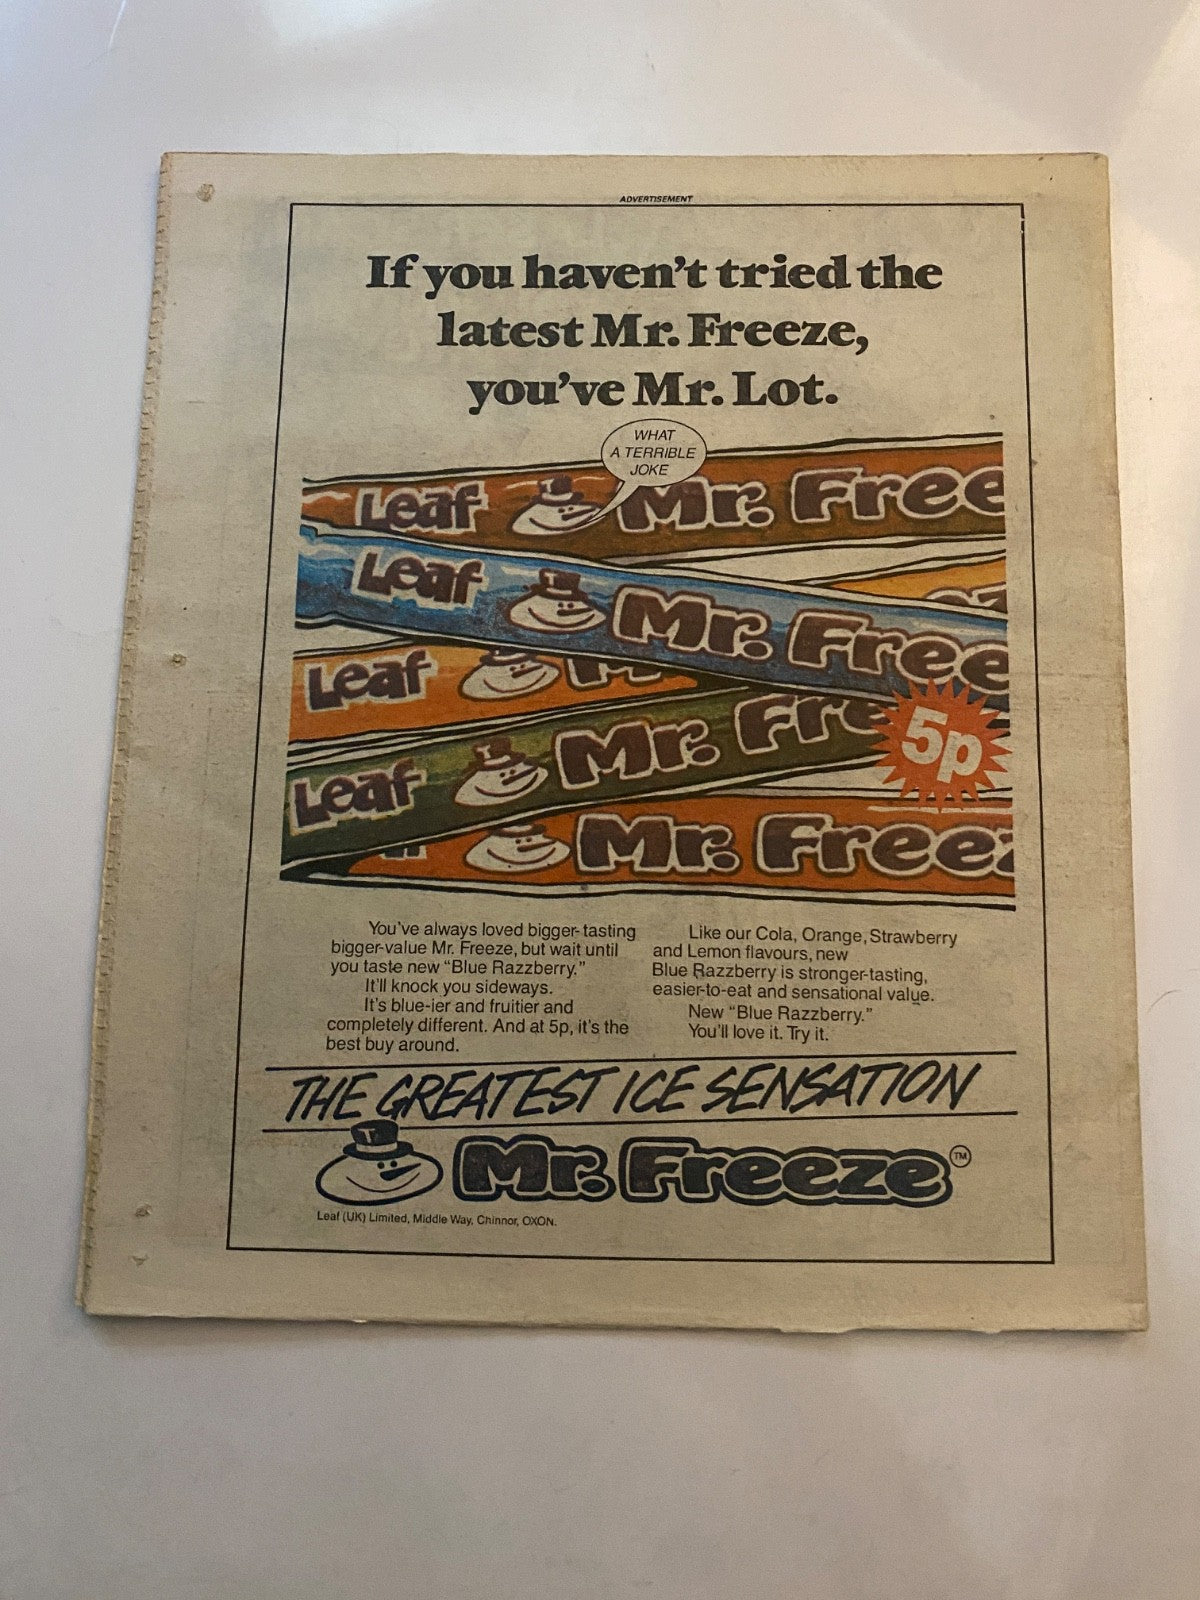 ADVERTISEMENT
If you haven't tried the
latest Mr. Freeze,
you've Mr. Lot.
WHAT
A TERRIBLE
JOKE
Leaf Mr. Free
Leaf Mr. Free
Leaf M
Leaf Mr. Fre
5p
Mr. Freez
You've always loved bigger-tasting
bigger-value Mr. Freeze, but wait until
you taste new "Blue Razzberry."
It'll knock you sideways.
It's blue-ier and fruitier and
completely different. And at 5p, it's the
best buy around.
Like our Cola, Orange, Strawberry
and Lemon flavours, new
Blue Razzberry is stronger-tasting,
easier-to-eat and sensational value.
New "Blue Razzberry."
You'll love it. Try it.
THE GREATEST ICE SENSATION
Mr. Freeze TM
Leaf (UK) Limited, Middle Way, Chinnor, OXON.